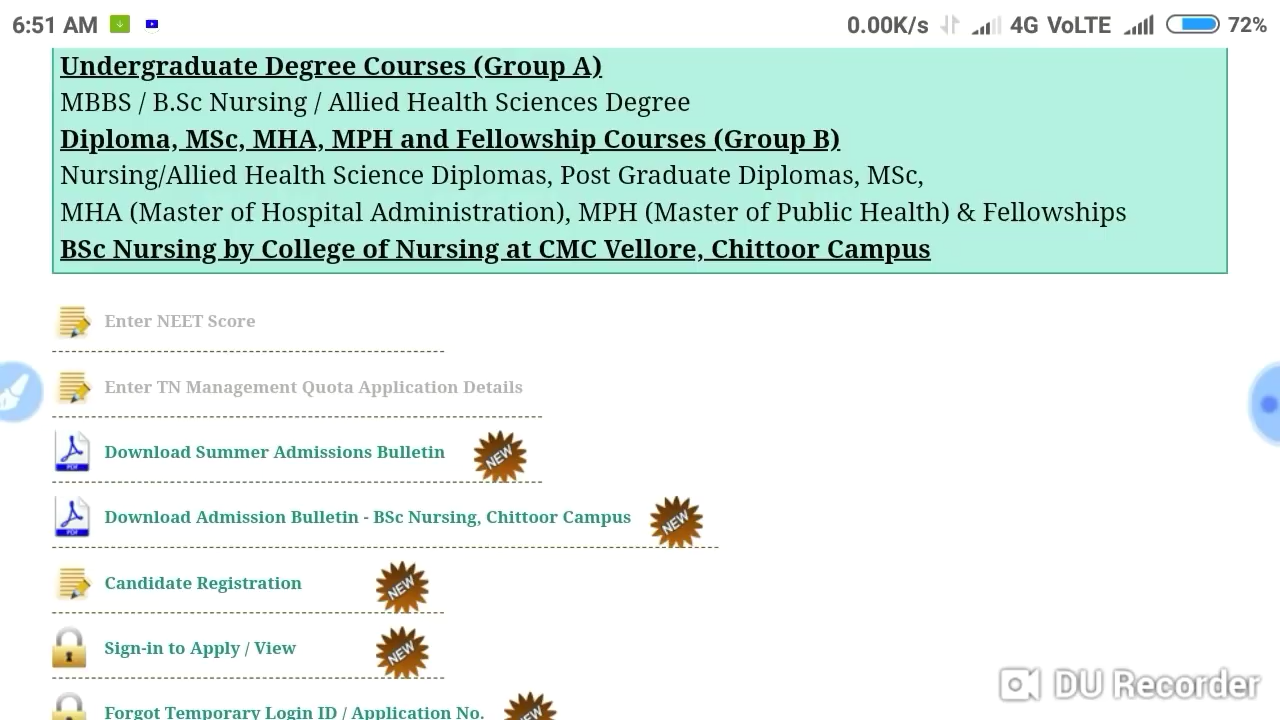 6:51 AM 0.00K/s 4G VoLTE 72%
Undergraduate Degree Courses (Group A)
MBBS / B.Sc Nursing / Allied Health Sciences Degree
Diploma, MSc, MHA, MPH and Fellowship Courses (Group B)
Nursing/Allied Health Science Diplomas, Post Graduate Diplomas, MSc,
MHA (Master of Hospital Administration), MPH (Master of Public Health) & Fellowships
BSc Nursing by College of Nursing at CMC Vellore, Chittoor Campus
Enter NEET Score
Enter TN Management Quota Application Details
PDF Download Summer Admissions Bulletin NEW
PDF Download Admission Bulletin - BSc Nursing, Chittoor Campus NEW
Candidate Registration NEW
Sign-in to Apply / View NEW
DU Recorder
Forgot Temporary Login ID / Application No. NEW